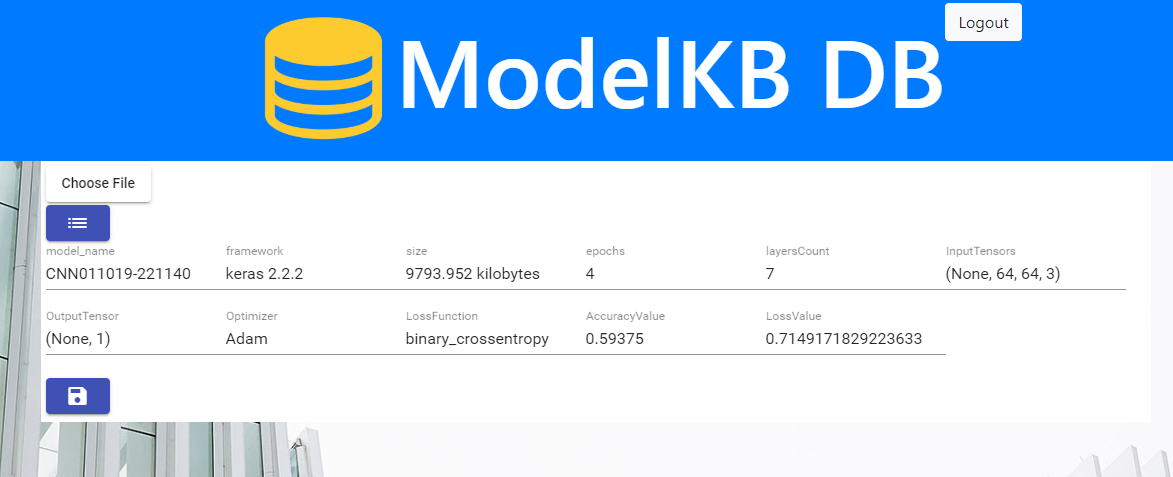 Logout
ModelKB DB
Choose File
model_name framework size epochs layersCount InputTensors
CNN011019-221140 keras 2.2.2 9793.952 kilobytes 4 7 (None, 64, 64, 3)
OutputTensor Optimizer LossFunction AccuracyValue LossValue
(None, 1) Adam binary_crossentropy 0.59375 0.7149171829223633